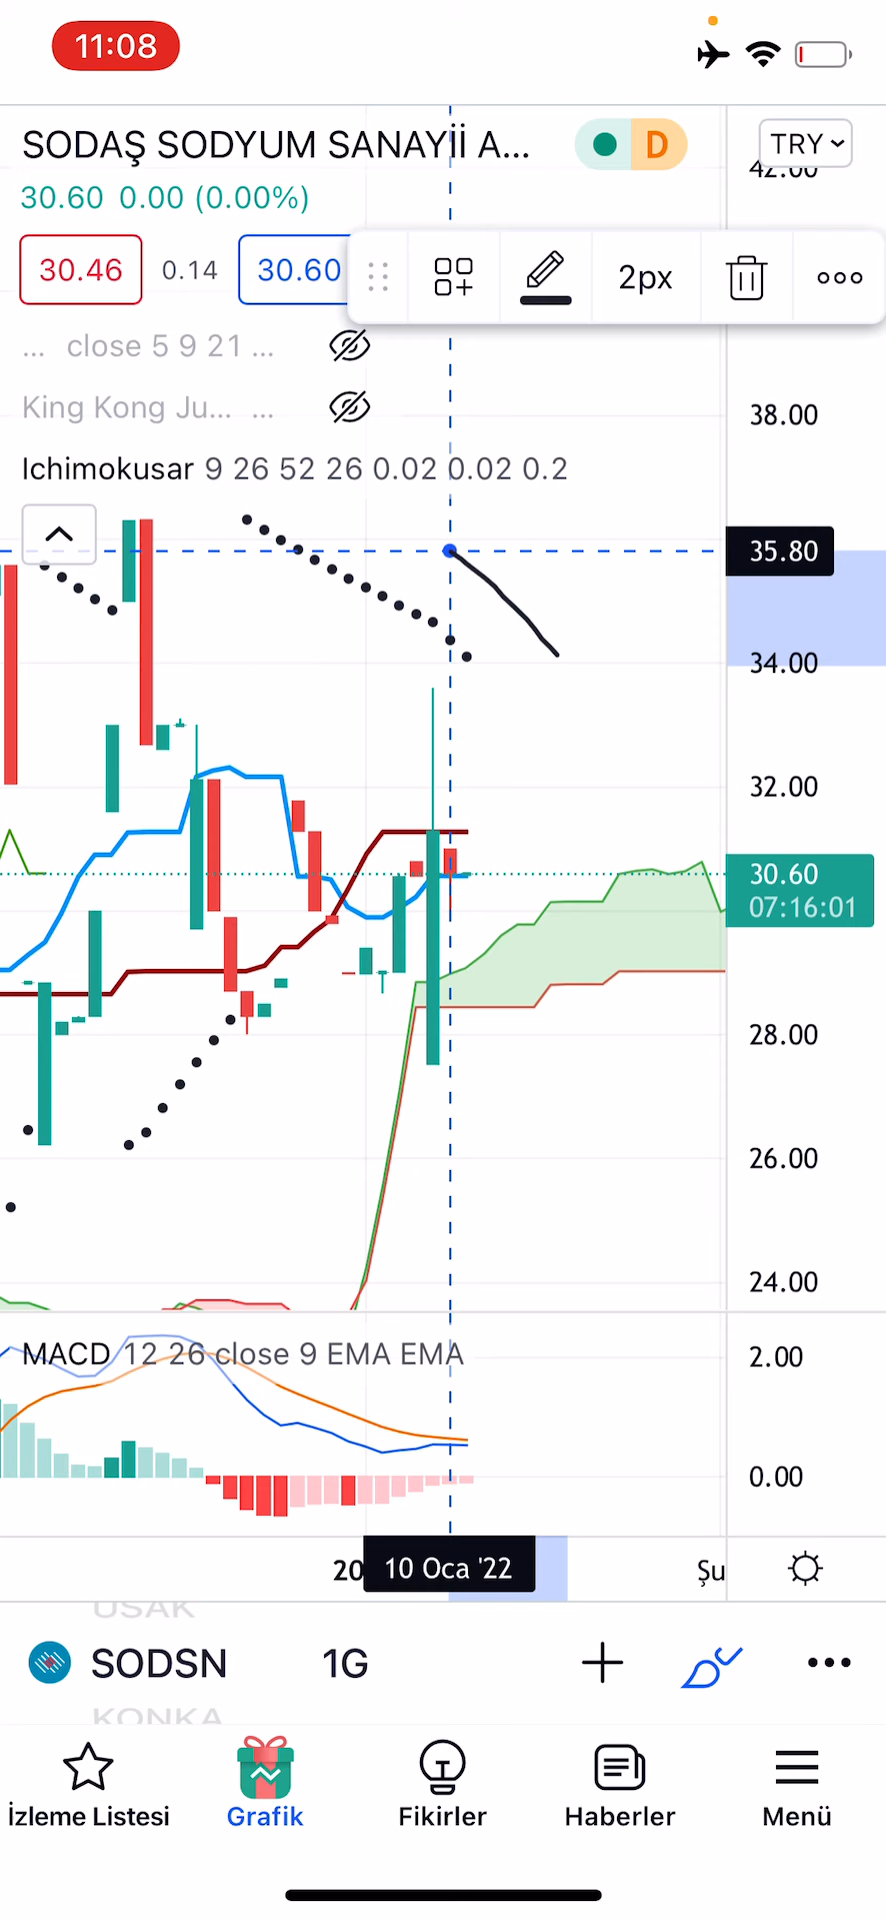 11:08
SODAŞ SODYUM SANAYİİ A...
D
TRY
42.00
30.60 0.00 (0.00%)
30.46 0.14 30.60
2px
... close 5 9 21 ...
King Kong Ju... ...
38.00
Ichimokusar 9 26 52 26 0.02 0.02 0.2
35.80
34.00
32.00
30.60
07:16:01
28.00
26.00
24.00
MACD 12 26 close 9 EMA EMA
2.00
0.00
20
10 Oca '22
Şu
USAK
SODSN 1G
KONKA
İzleme Listesi Grafik Fikirler Haberler Menü